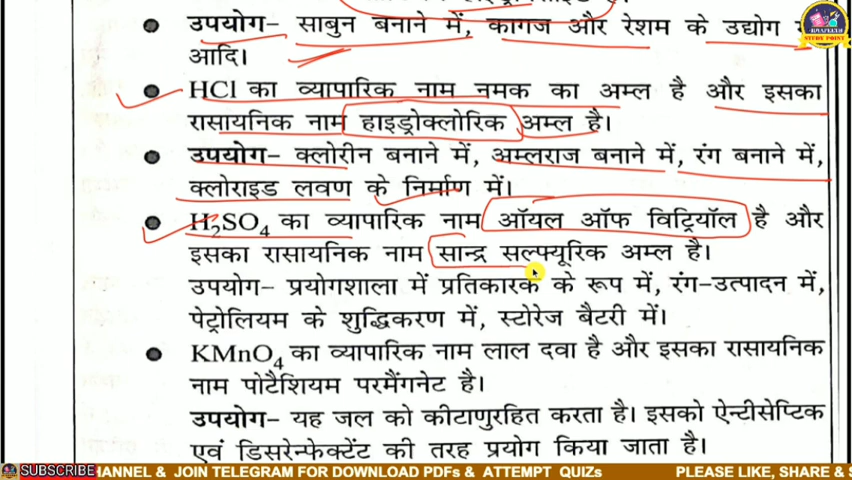 उपयोग- साबुन बनाने में, कागज और रेशम के उद्योग
आदि।
HCl का व्यापारिक नाम नमक का अम्ल है और इसका
रासायनिक नाम हाइड्रोक्लोरिक अम्ल है।
उपयोग- क्लोरीन बनाने में, अम्लराज बनाने में, रंग बनाने में,
क्लोराइड लवण के निर्माण में।
H₂SO₄ का व्यापारिक नाम ऑयल ऑफ विट्रियॉल है और
इसका रासायनिक नाम सान्द्र सल्फ्यूरिक अम्ल है।
उपयोग- प्रयोगशाला में प्रतिकारक के रूप में, रंग-उत्पादन में,
पेट्रोलियम के शुद्धिकरण में, स्टोरेज बैटरी में।
KMnO₄ का व्यापारिक नाम लाल दवा है और इसका रासायनिक
नाम पोटैशियम परमैंगनेट है।
उपयोग- यह जल को कीटाणुरहित करता है। इसको ऐन्टीसेप्टिक
एवं डिसरेन्फेक्टेंट की तरह प्रयोग किया जाता है।
SUBSCRIBE HANNEL & JOIN TELEGRAM FOR DOWNLOAD PDFs & ATTEMPT QUIZs PLEASE LIKE, SHARE &
STUDY POINT